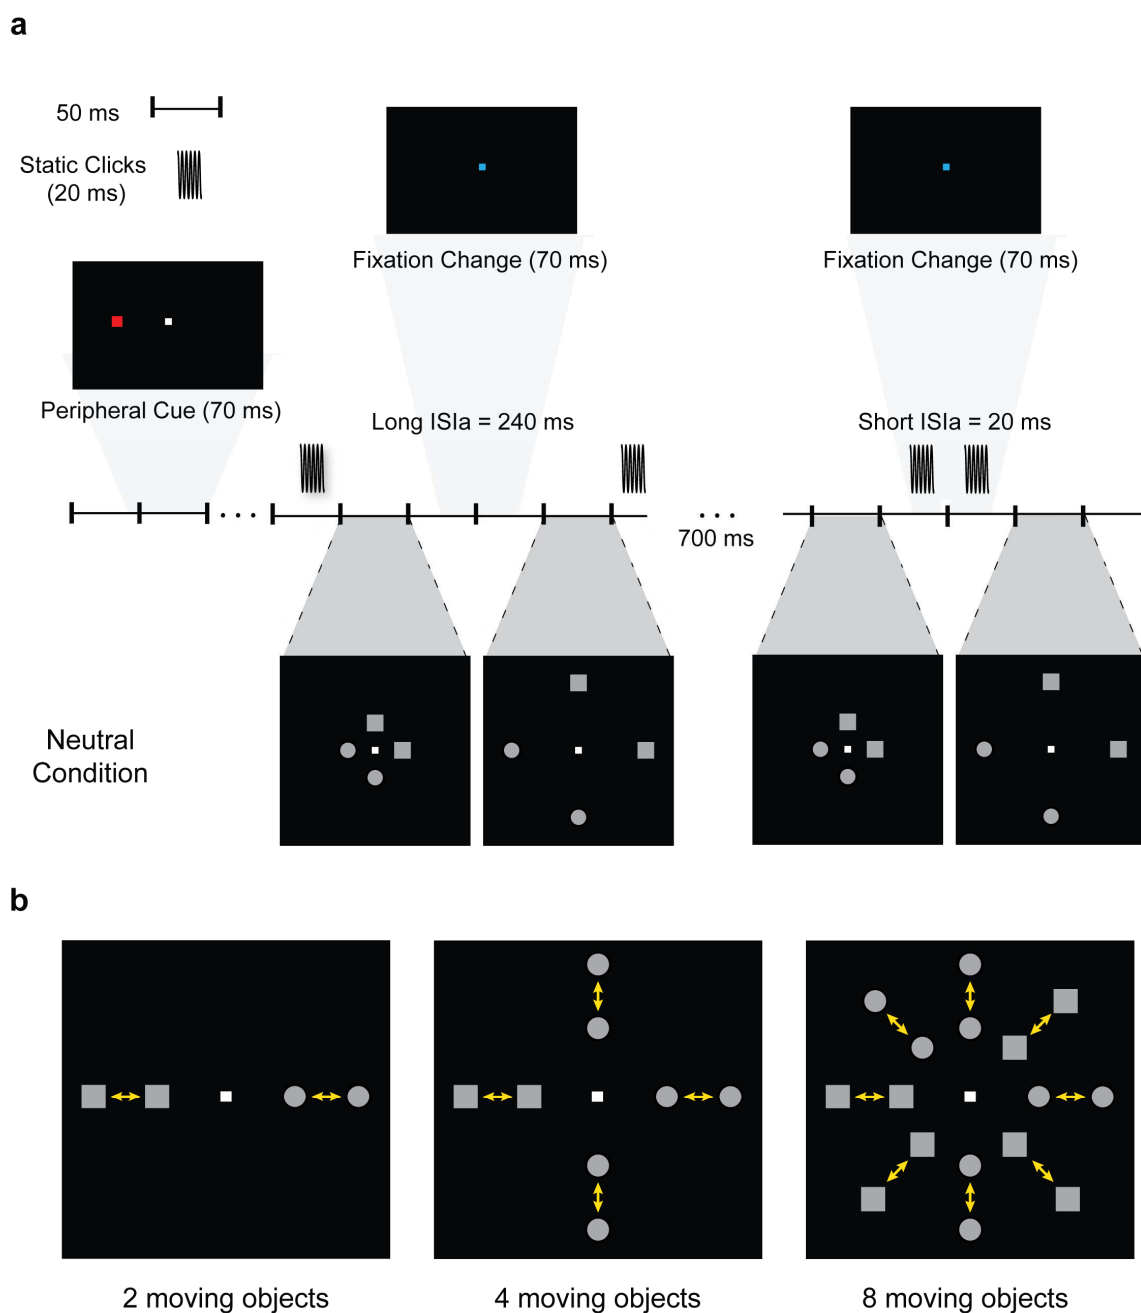 a
50 ms
Static Clicks
(20 ms)
Fixation Change (70 ms)
Fixation Change (70 ms)
Peripheral Cue (70 ms)
Long ISIa = 240 ms
Short ISIa = 20 ms
• • •
• • •
700 ms
Neutral
Condition
b
2 moving objects
4 moving objects
8 moving objects